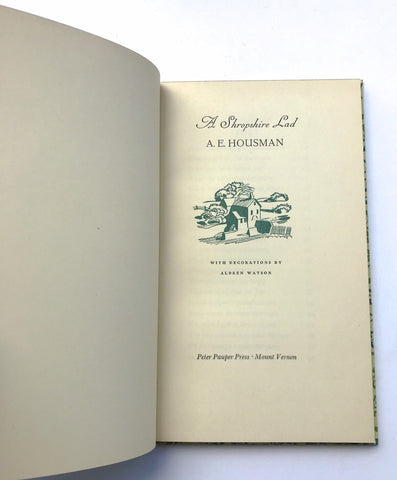 A Shropshire Lad
A. E. HOUSMAN
WITH DECORATIONS BY
ALDREN WATSON
Peter Pauper Press · Mount Vernon